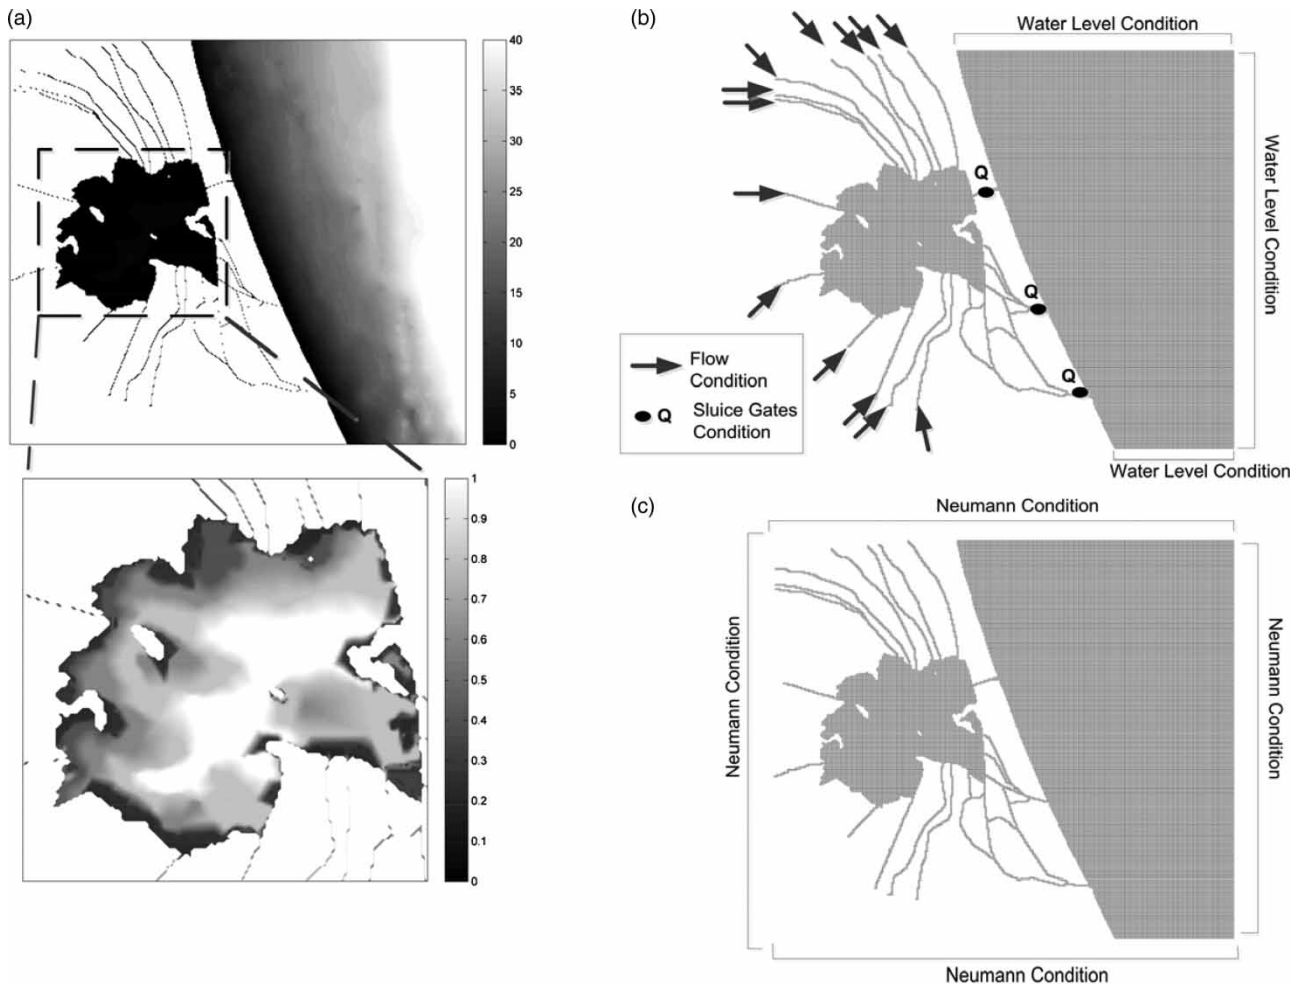 (a)
40
35
30
25
20
15
10
5
0
1
0.9
0.8
0.7
0.6
0.5
0.4
0.3
0.2
0.1
0
(b)
Water Level Condition
Water Level Condition
Q
Q
Q
Flow
Condition
Q Sluice Gates
Condition
Water Level Condition
(c)
Neumann Condition
Neumann Condition
Neumann Condition
Neumann Condition